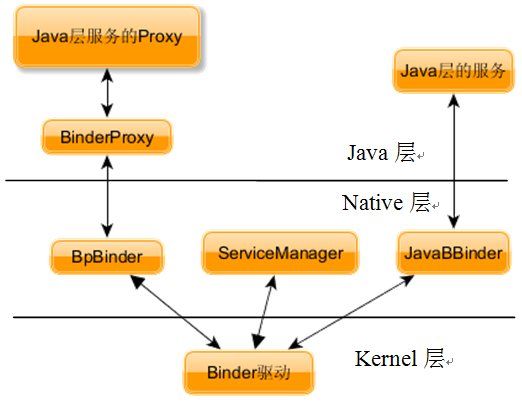 Java层服务的Proxy
Java层的服务
BinderProxy
Java 层
Native 层
BpBinder
ServiceManager
JavaBBinder
Binder驱动
Kernel 层